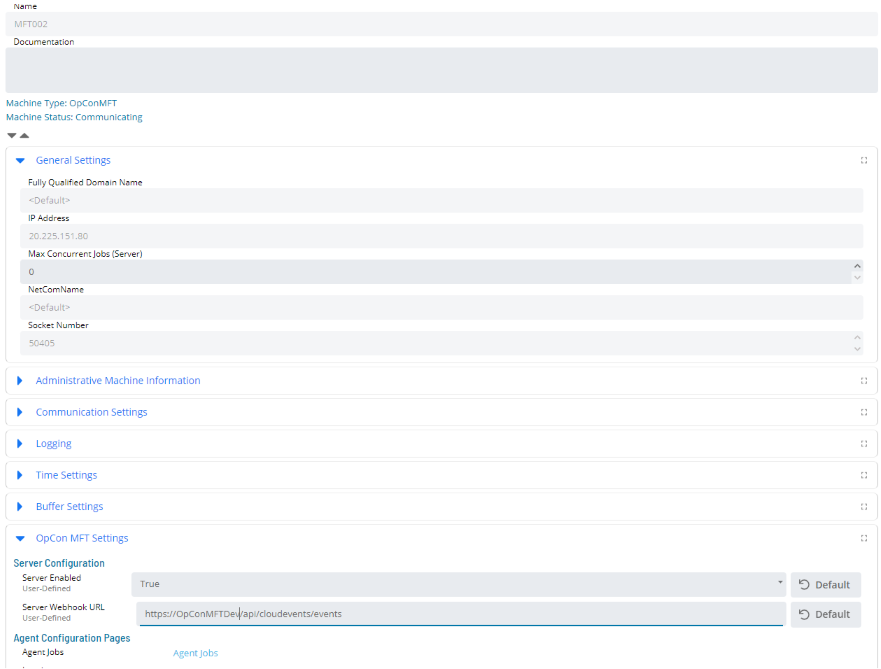 Name
MFT002
Documentation
Machine Type: OpConMFT
Machine Status: Communicating
General Settings
Fully Qualified Domain Name
<Default>
IP Address
20.225.151.80
Max Concurrent Jobs (Server)
0
NetComName
<Default>
Socket Number
50405
Administrative Machine Information
Communication Settings
Logging
Time Settings
Buffer Settings
OpCon MFT Settings
Server Configuration
Server Enabled
User-Defined
True
Default
Server Webhook URL
User-Defined
https://OpConMFTDev/api/cloudevents/events
Default
Agent Configuration Pages
Agent Jobs
Agent Jobs